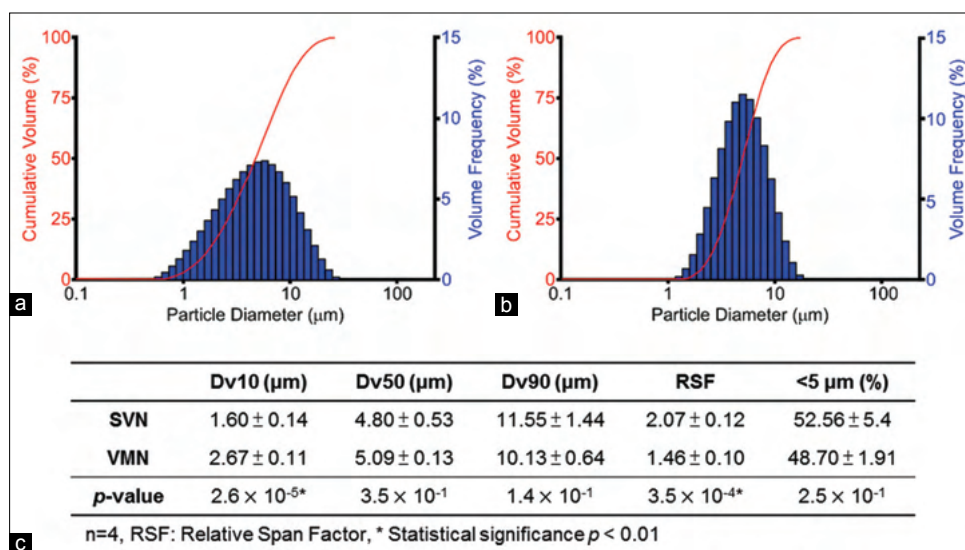 Cumulative Volume (%)
100
75
50
25
0
15
10
5
0
Volume Frequency (%)
0.1 1 10 100
Particle Diameter (μm)
a
Cumulative Volume (%)
100
75
50
25
0
15
10
5
0
Volume Frequency (%)
0.1 1 10 100
Particle Diameter (μm)
b
Dv10 (μm) Dv50 (μm) Dv90 (μm) RSF <5 μm (%)
SVN 1.60 ± 0.14 4.80 ± 0.53 11.55 ± 1.44 2.07 ± 0.12 52.56 ± 5.4
VMN 2.67 ± 0.11 5.09 ± 0.13 10.13 ± 0.64 1.46 ± 0.10 48.70 ± 1.91
p-value 2.6 × 10⁻⁵* 3.5 × 10⁻¹ 1.4 × 10⁻¹ 3.5 × 10⁻⁴* 2.5 × 10⁻¹
n=4, RSF: Relative Span Factor, * Statistical significance p < 0.01
c